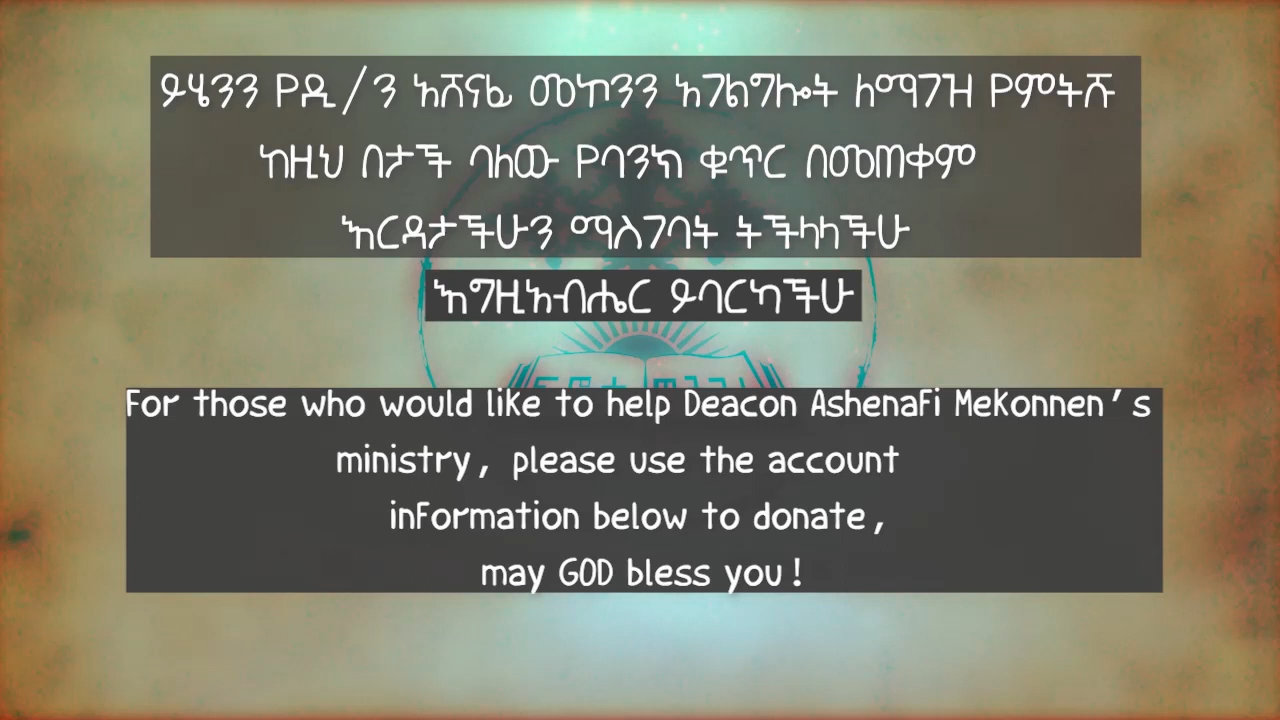 ይሄንን የዲ/ን አሸናፊ መኮንን አገልግሎት ለማገዝ የምትሹ
ከዚህ በታች ባለው የባንክ ቁጥር በመጠቀም
እርዳታችሁን ማስገባት ትችላላችሁ
እግዚአብሔር ይባርካችሁ
For those who would like to help Deacon Ashenafi Mekonnen's
ministry, please use the account
information below to donate,
may GOD bless you!